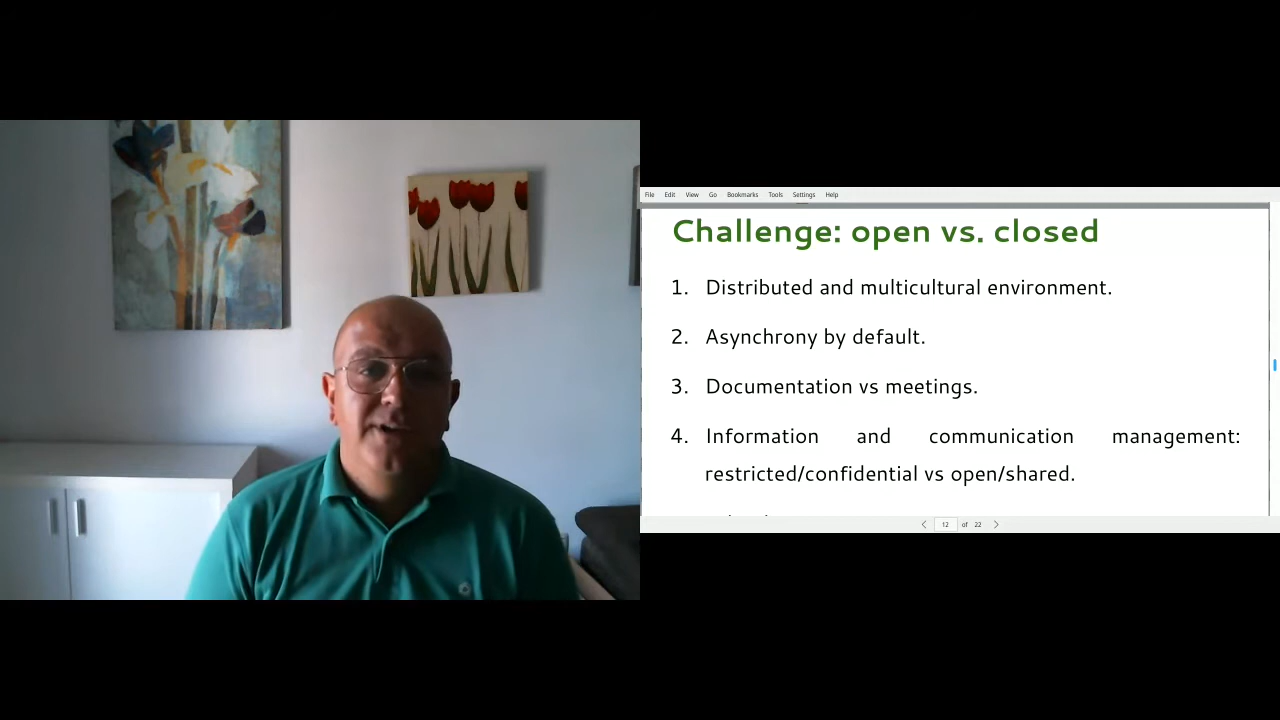 File Edit View Go Bookmarks Tools Settings Help
Challenge: open vs. closed
1. Distributed and multicultural environment.
2. Asynchrony by default.
3. Documentation vs meetings.
4. Information and communication management:
restricted/confidential vs open/shared.
12 of 22